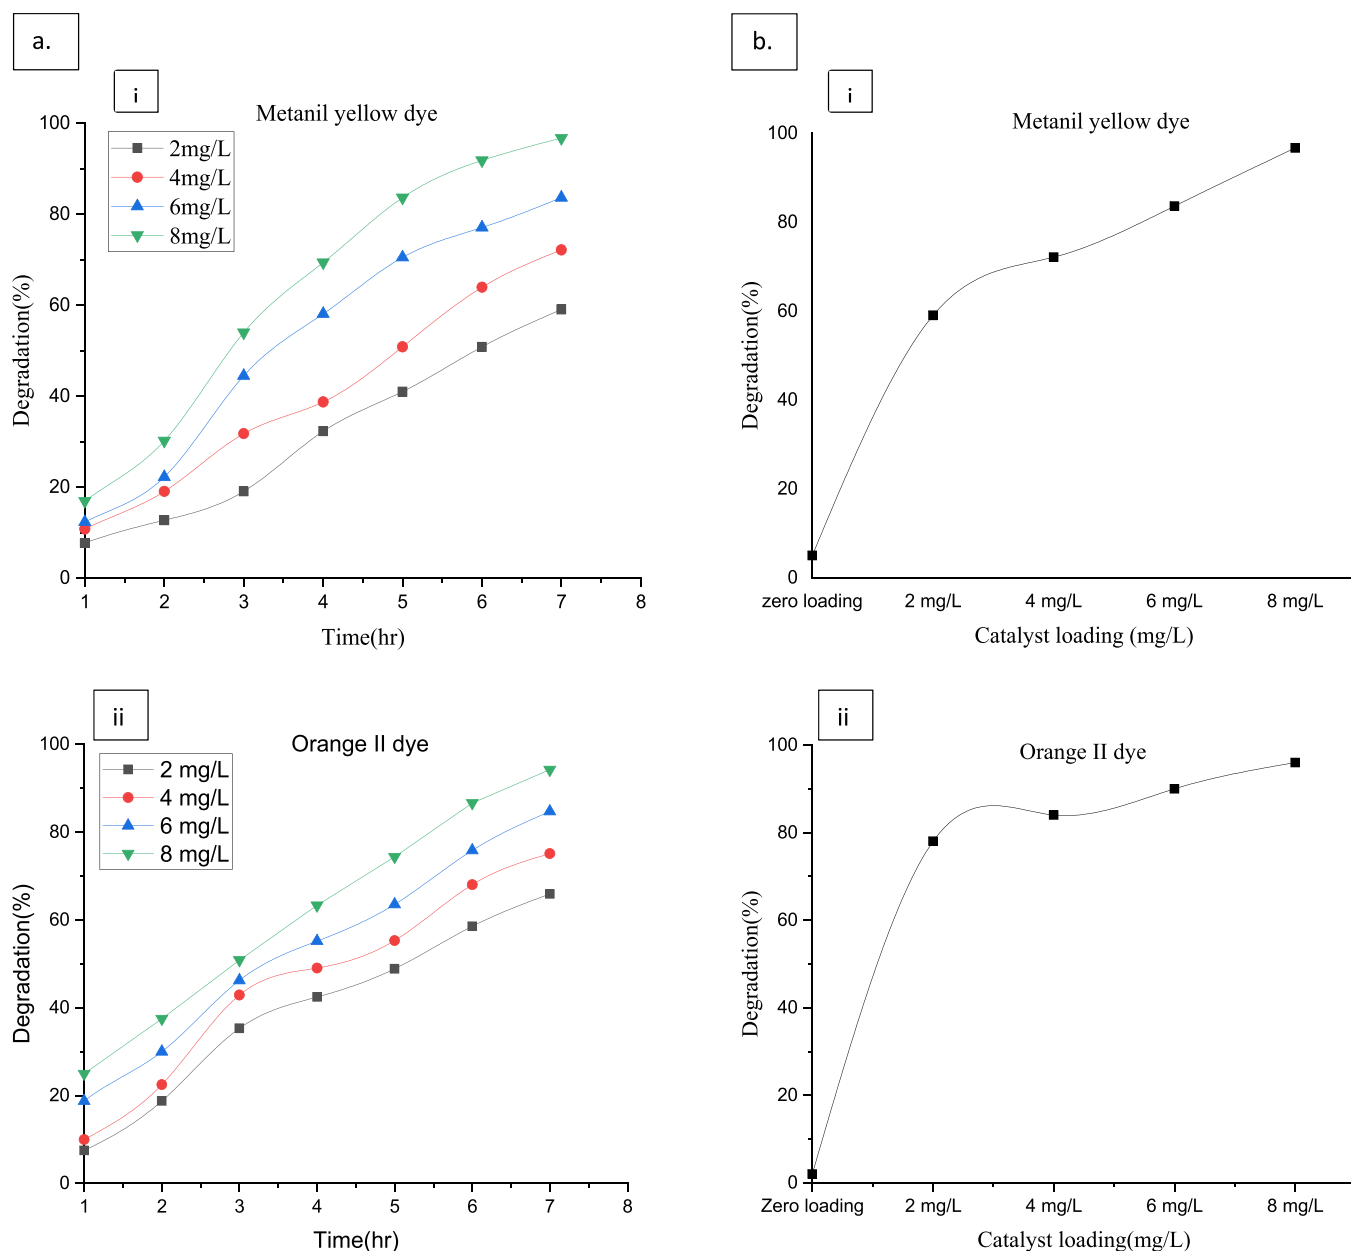 a.
i
Metanil yellow dye
2mg/L
4mg/L
6mg/L
8mg/L
Degradation(%)
100
80
60
40
20
0
1 2 3 4 5 6 7 8
Time(hr)
b.
i
Metanil yellow dye
Degradation(%)
100
80
60
40
20
0
zero loading 2 mg/L 4 mg/L 6 mg/L 8 mg/L
Catalyst loading (mg/L)
ii
Orange II dye
2 mg/L
4 mg/L
6 mg/L
8 mg/L
Degradation(%)
100
80
60
40
20
0
1 2 3 4 5 6 7 8
Time(hr)
ii
Orange II dye
Degradation(%)
100
80
60
40
20
0
Zero loading 2 mg/L 4 mg/L 6 mg/L 8 mg/L
Catalyst loading(mg/L)